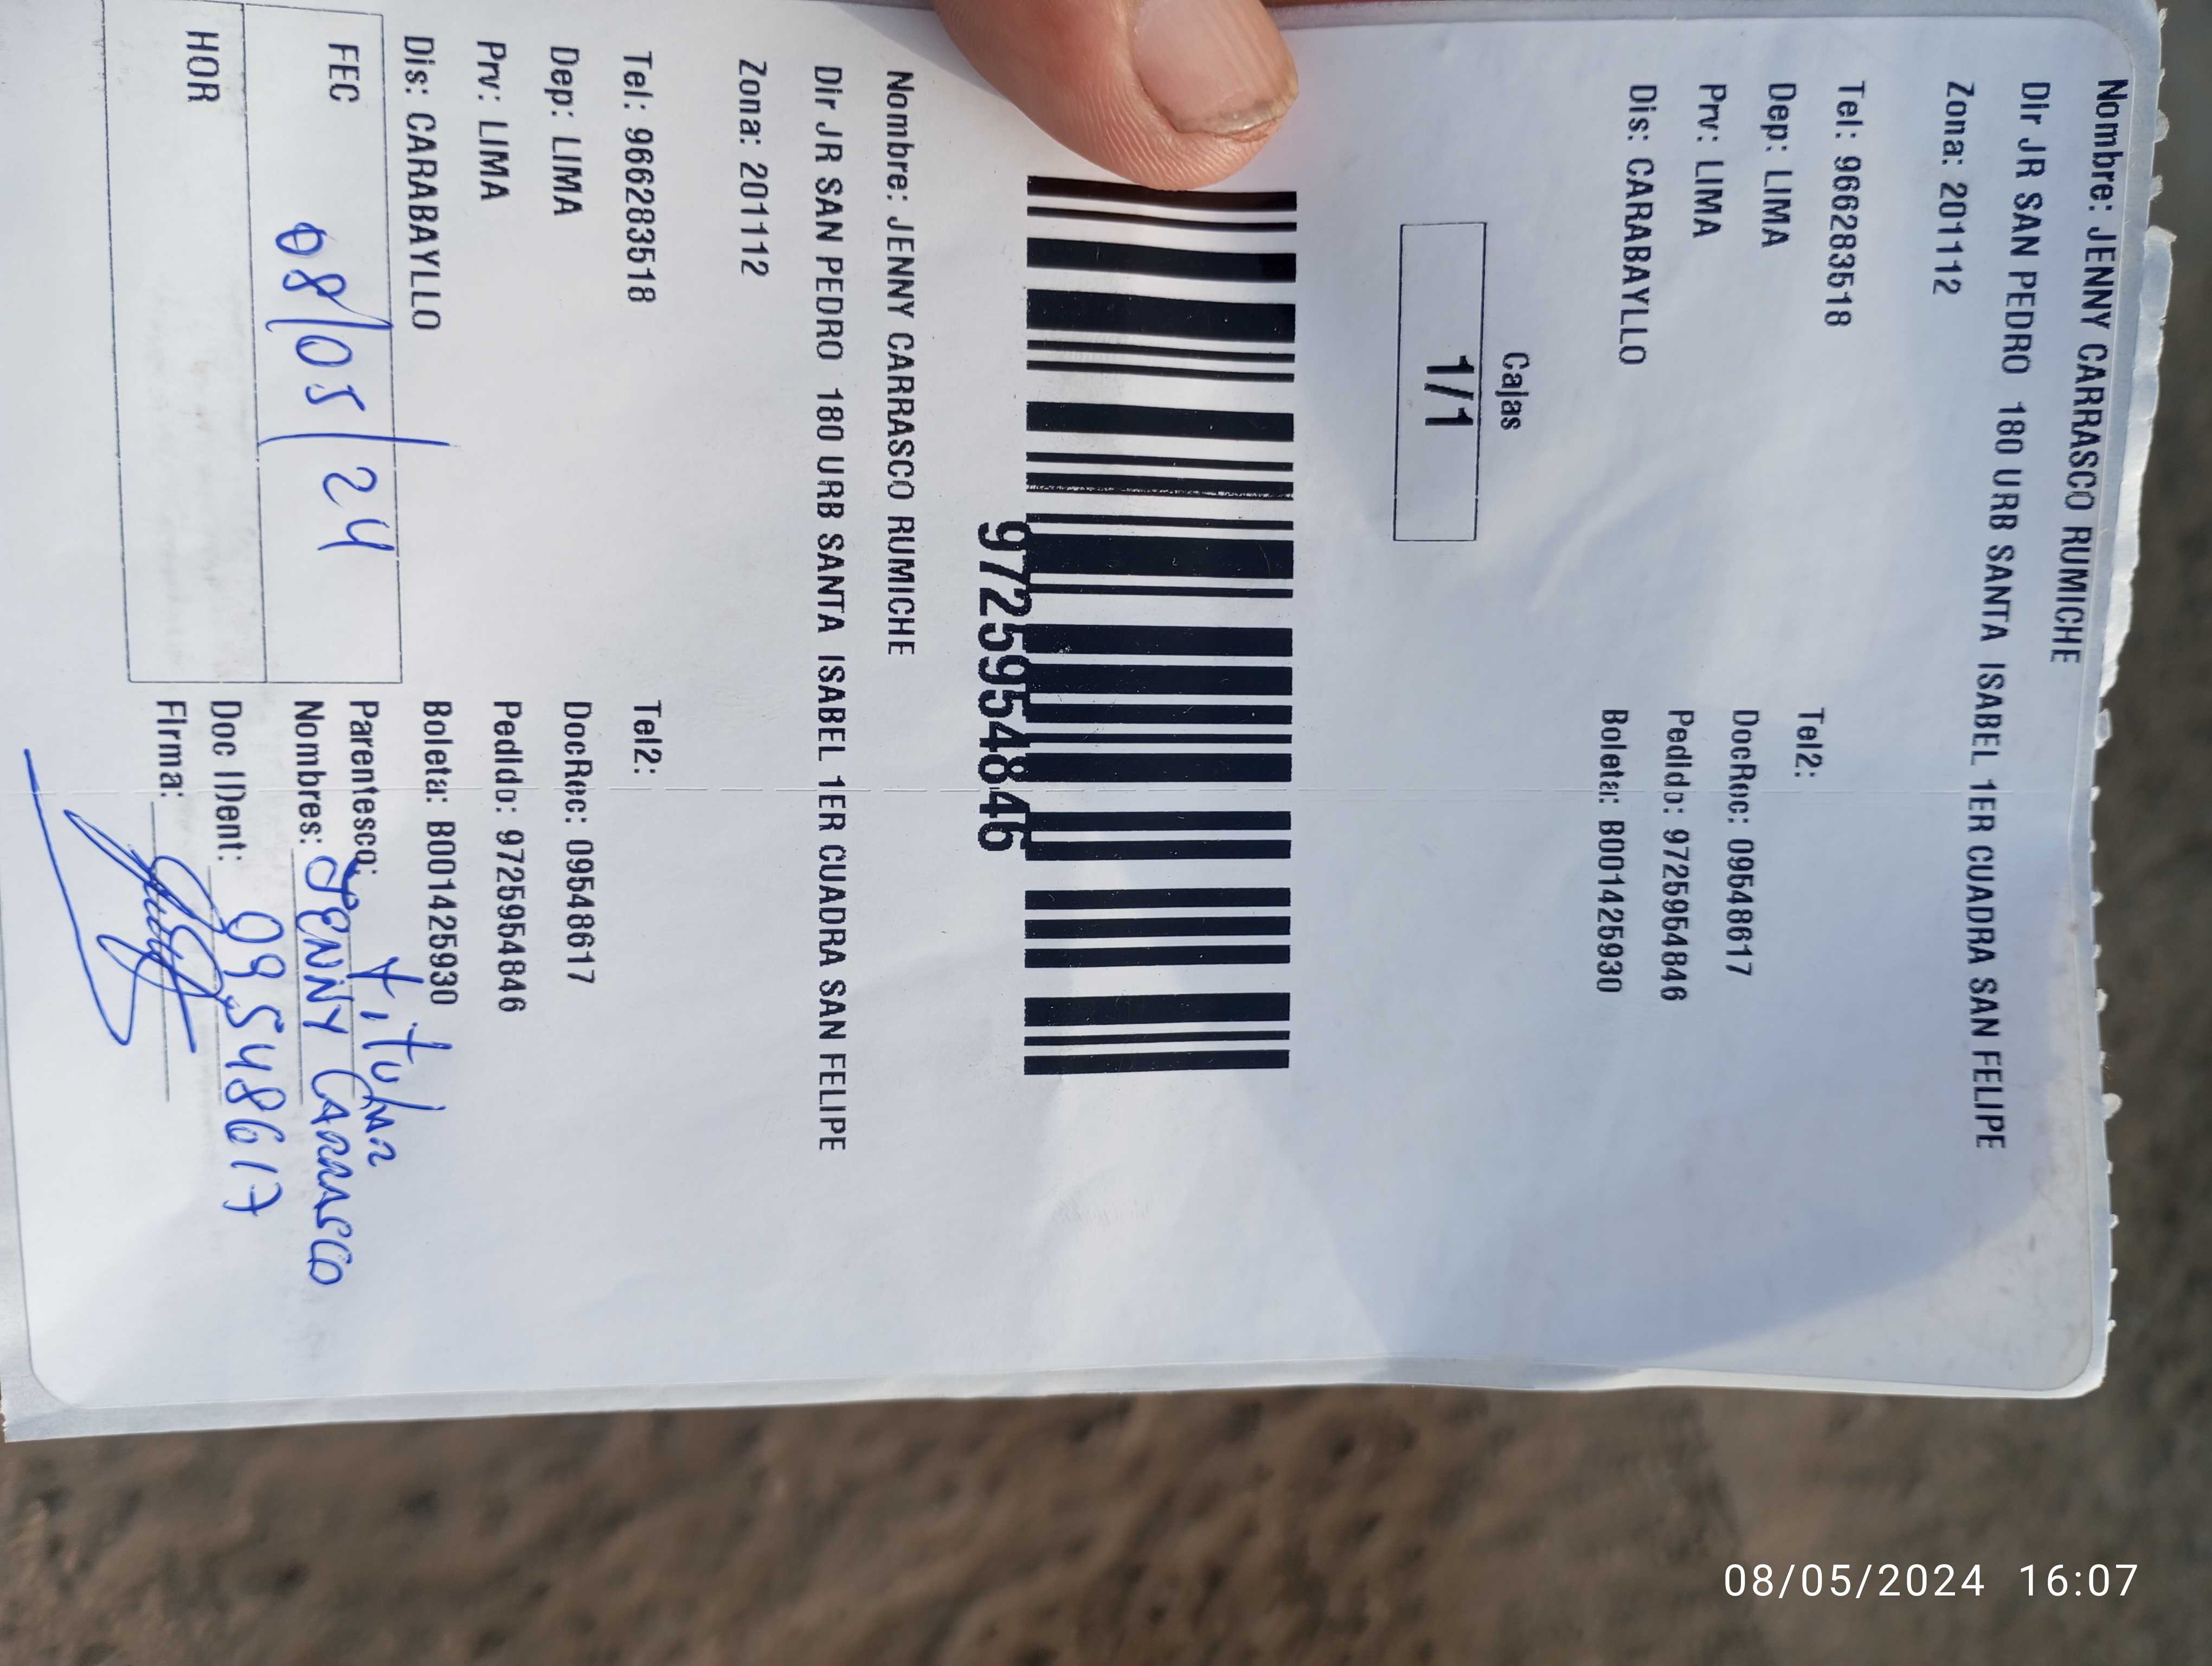 Nombre: JENNY CARRASCO RUMICHE
Dir JR SAN PEDRO 180 URB SANTA ISABEL 1ER CUADRA SAN FELIPE
Zona: 201112
Tel: 966283518 Tel2:
Dep: LIMA DocRec: 09548617
Prv: LIMA Pedido: 9725954846
Dis: CARABAYLLO Boleta: B001425930
Cajas
1/1
9725954846
Nombre: JENNY CARRASCO RUMICHE
Dir JR SAN PEDRO 180 URB SANTA ISABEL 1ER CUADRA SAN FELIPE
Zona: 201112
Tel: 966283518 Tel2:
Dep: LIMA DocRec: 09548617
Prv: LIMA Pedido: 9725954846
Dis: CARABAYLLO Boleta: B001425930
FEC 08/05/24 Parentesco: titular
Nombres: JENNY CARRASCO
HOR Doc IDent: 09548617
Firma:
08/05/2024 16:07